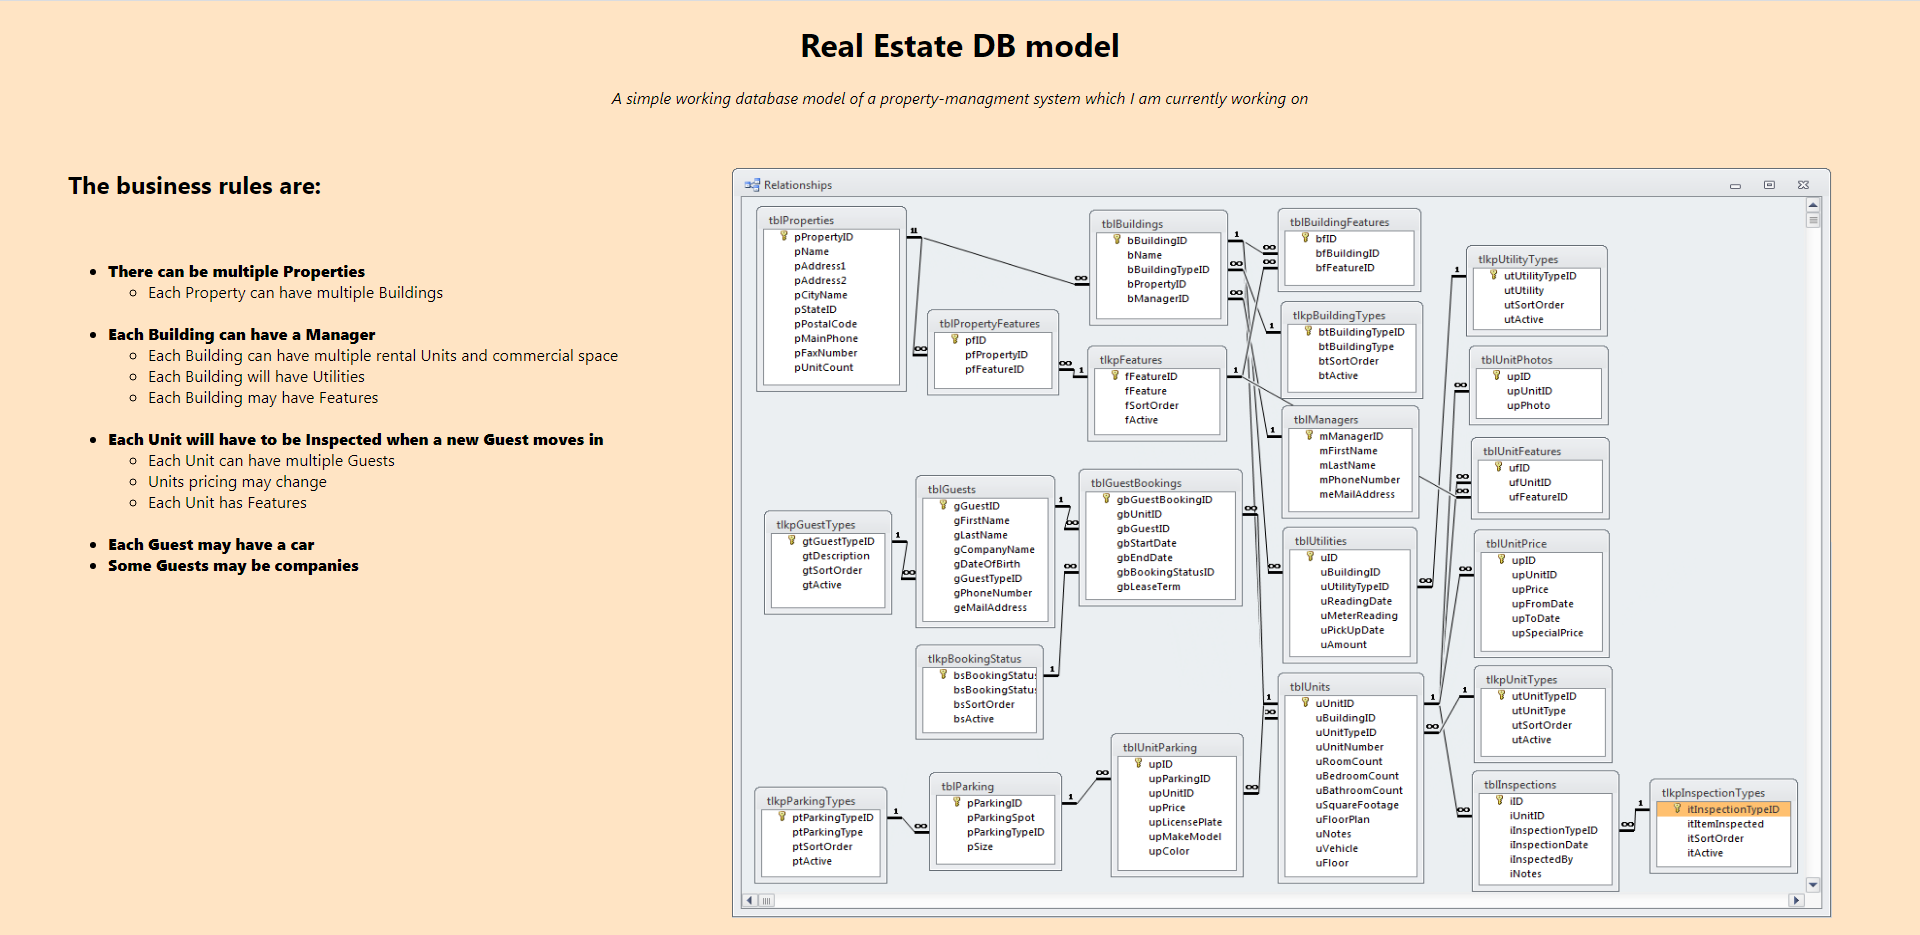 Real Estate DB model
A simple working database model of a property-managment system which I am currently working on
The business rules are:
There can be multiple Properties
Each Property can have multiple Buildings
Each Building can have a Manager
Each Building can have multiple rental Units and commercial space
Each Building will have Utilities
Each Building may have Features
Each Unit will have to be Inspected when a new Guest moves in
Each Unit can have multiple Guests
Units pricing may change
Each Unit has Features
Each Guest may have a car
Some Guests may be companies
Relationships
tblProperties
pPropertyID
pName
pAddress1
pAddress2
pCityName
pStateID
pPostalCode
pMainPhone
pFaxNumber
pUnitCount
tblPropertyFeatures
pfID
pfPropertyID
pfFeatureID
tblBuildings
bBuildingID
bName
bBuildingTypeID
bPropertyID
bManagerID
tlkpFeatures
fFeatureID
fFeature
fSortOrder
fActive
tblBuildingFeatures
bfID
bfBuildingID
bfFeatureID
tlkpBuildingTypes
btBuildingTypeID
btBuildingType
btSortOrder
btActive
tblManagers
mManagerID
mFirstName
mLastName
mPhoneNumber
meMailAddress
tlkpUtilityTypes
utUtilityTypeID
utUtility
utSortOrder
utActive
tblUnitPhotos
upID
upUnitID
upPhoto
tblUnitFeatures
ufID
ufUnitID
ufFeatureID
tlkpGuestTypes
gtGuestTypeID
gtDescription
gtSortOrder
gtActive
tblGuests
gGuestID
gFirstName
gLastName
gCompanyName
gDateOfBirth
gGuestTypeID
gPhoneNumber
geMailAddress
tblGuestBookings
gbGuestBookingID
gbUnitID
gbGuestID
gbStartDate
gbEndDate
gbBookingStatusID
gbLeaseTerm
tblUtilities
uID
uBuildingID
uUtilityTypeID
uReadingDate
uMeterReading
uPickUpDate
uAmount
tblUnitPrice
upID
upUnitID
upPrice
upFromDate
upToDate
upSpecialPrice
tlkpBookingStatus
bsBookingStatus
bsBookingStatus
bsSortOrder
bsActive
tblUnits
uUnitID
uBuildingID
uUnitTypeID
uUnitNumber
uRoomCount
uBedroomCount
uBathroomCount
uSquareFootage
uFloorPlan
uNotes
uVehicle
uFloor
tlkpUnitTypes
utUnitTypeID
utUnitType
utSortOrder
utActive
tlkpParkingTypes
ptParkingTypeID
ptParkingType
ptSortOrder
ptActive
tblParking
pParkingID
pParkingSpot
pParkingTypeID
pSize
tblUnitParking
upID
upParkingID
upUnitID
upPrice
upLicensePlate
upMakeModel
upColor
tblInspections
iID
iUnitID
iInspectionTypeID
iInspectionDate
iInspectedBy
iNotes
tlkpInspectionTypes
itInspectionTypeID
itItemInspected
itSortOrder
itActive